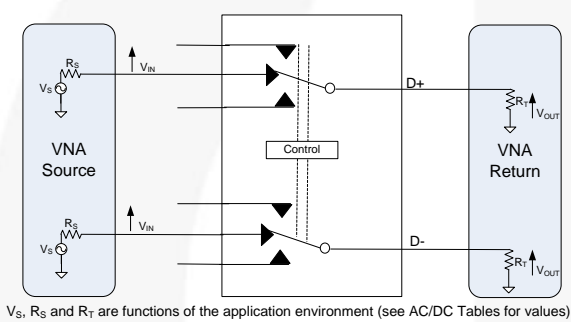 R_S
V_IN
V_S
D+
R_T
V_OUT
VNA
Source
Control
VNA
Return
R_S
V_IN
V_S
D-
R_T
V_OUT
V_S, R_S and R_T are functions of the application environment (see AC/DC Tables for values)